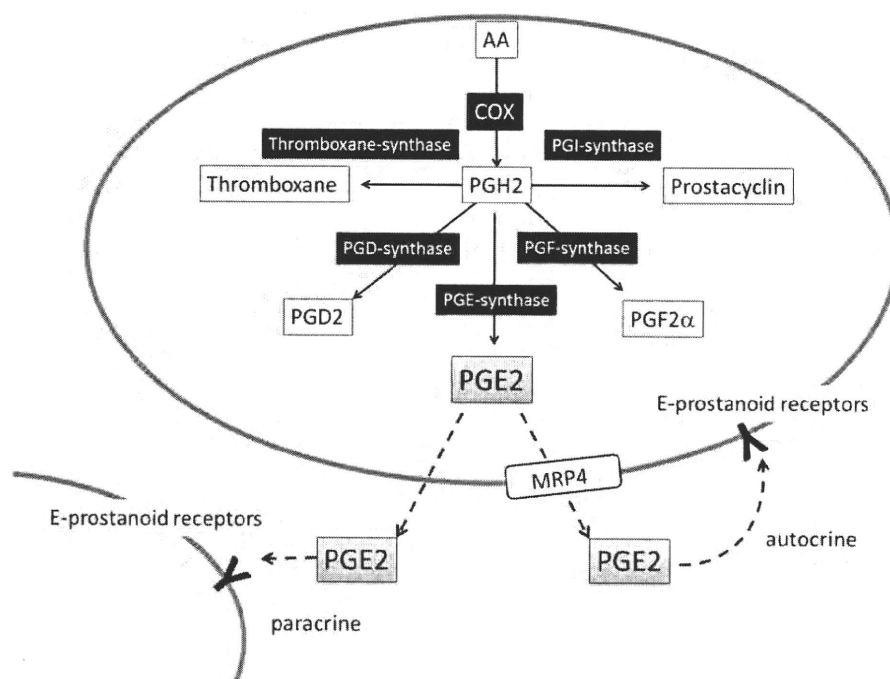 AA
COX
Thromboxane-synthase
PGI-synthase
Thromboxane
PGH2
Prostacyclin
PGD-synthase
PGF-synthase
PGE-synthase
PGD2
PGF2α
PGE2
E-prostanoid receptors
MRP4
E-prostanoid receptors
PGE2
PGE2
autocrine
paracrine